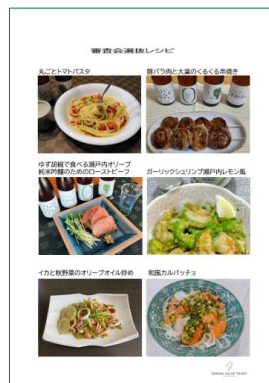 審査会選抜レシピ
丸ごとトマトパスタ
豚バラ肉と大葉のくるくる串焼き
ゆず胡椒で食べる瀬戸内オリーブ
純米吟醸のためのローストビーフ
ガーリックシュリンプ瀬戸内レモン風
イカと秋野菜のオリーブオイル炒め
和風カルパッチョ